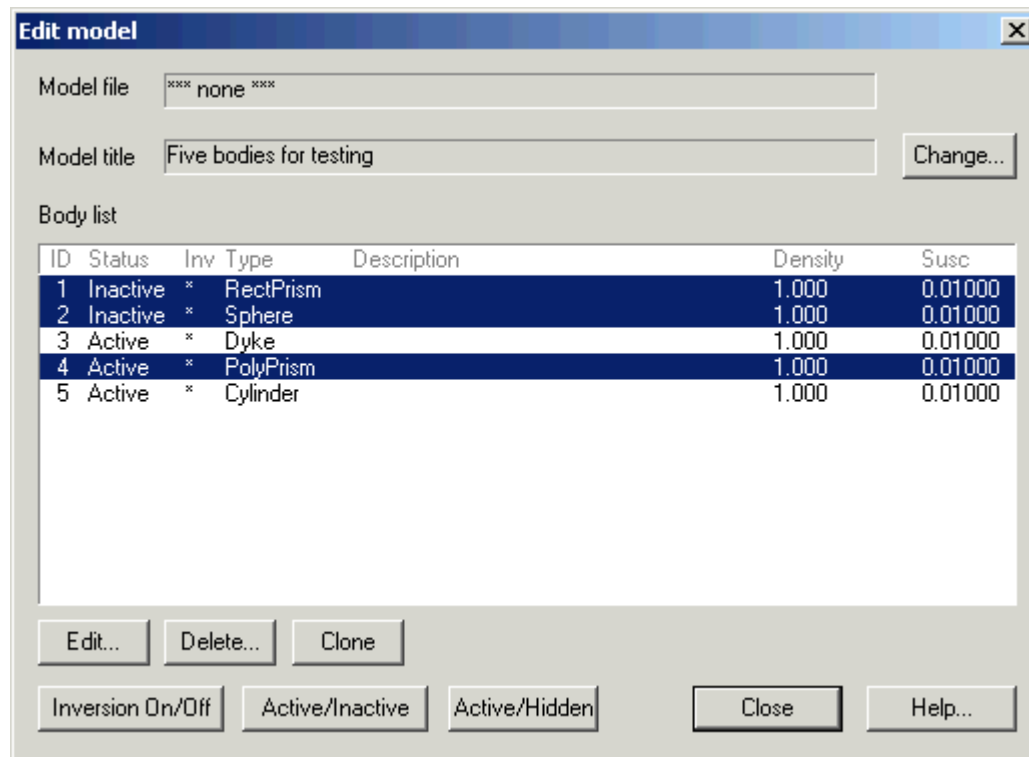 Edit model
Model file *** none ***
Model title Five bodies for testing Change...
Body list
ID Status Inv Type Description Density Susc
1 Inactive * RectPrism 1.000 0.01000
2 Inactive * Sphere 1.000 0.01000
3 Active * Dyke 1.000 0.01000
4 Active * PolyPrism 1.000 0.01000
5 Active * Cylinder 1.000 0.01000
Edit... Delete... Clone
Inversion On/Off Active/Inactive Active/Hidden Close Help...